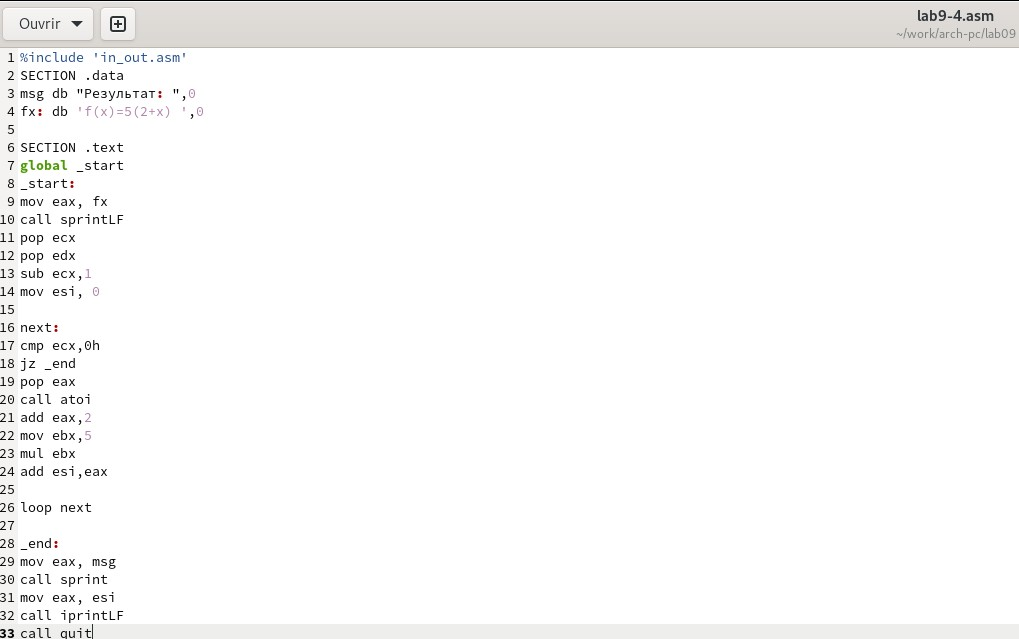 Ouvrir
lab9-4.asm
~/work/arch-pc/lab09
1 %include 'in_out.asm'
2 SECTION .data
3 msg db "Результат: ",0
4 fx: db 'f(x)=5(2+x) ',0
5
6 SECTION .text
7 global _start
8 _start:
9 mov eax, fx
10 call sprintLF
11 pop ecx
12 pop edx
13 sub ecx,1
14 mov esi, 0
15
16 next:
17 cmp ecx,0h
18 jz _end
19 pop eax
20 call atoi
21 add eax,2
22 mov ebx,5
23 mul ebx
24 add esi,eax
25
26 loop next
27
28 _end:
29 mov eax, msg
30 call sprint
31 mov eax, esi
32 call iprintLF
33 call quit